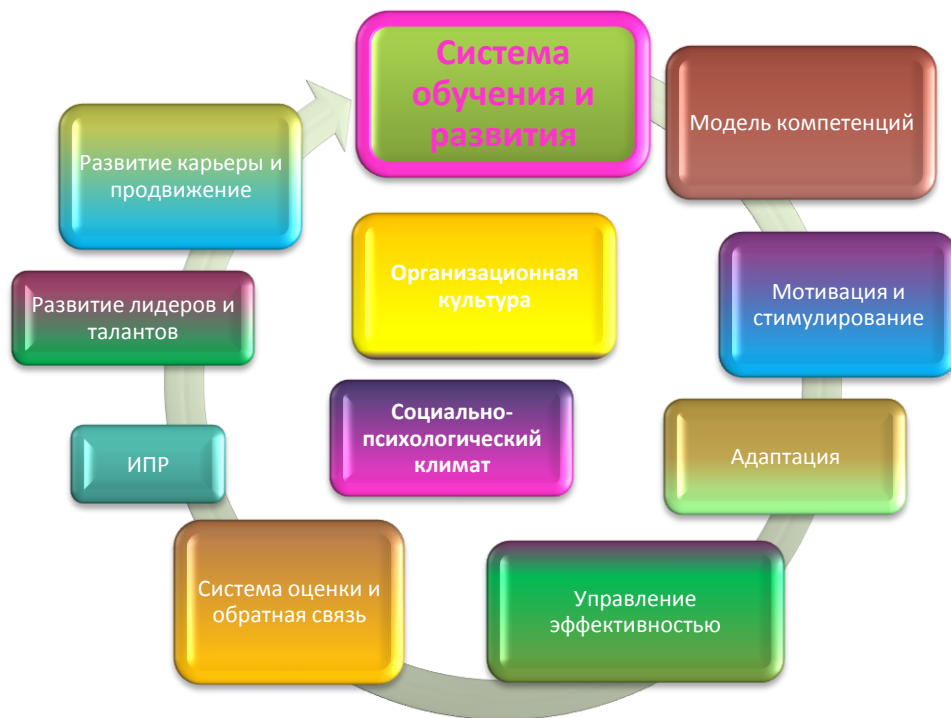 Система
обучения и
развития
Модель компетенций
Развитие карьеры и
продвижение
Организационная
культура
Мотивация и
стимулирование
Развитие лидеров и
талантов
Социально-
психологический
климат
Адаптация
ИПР
Система оценки и
обратная связь
Управление
эффективностью